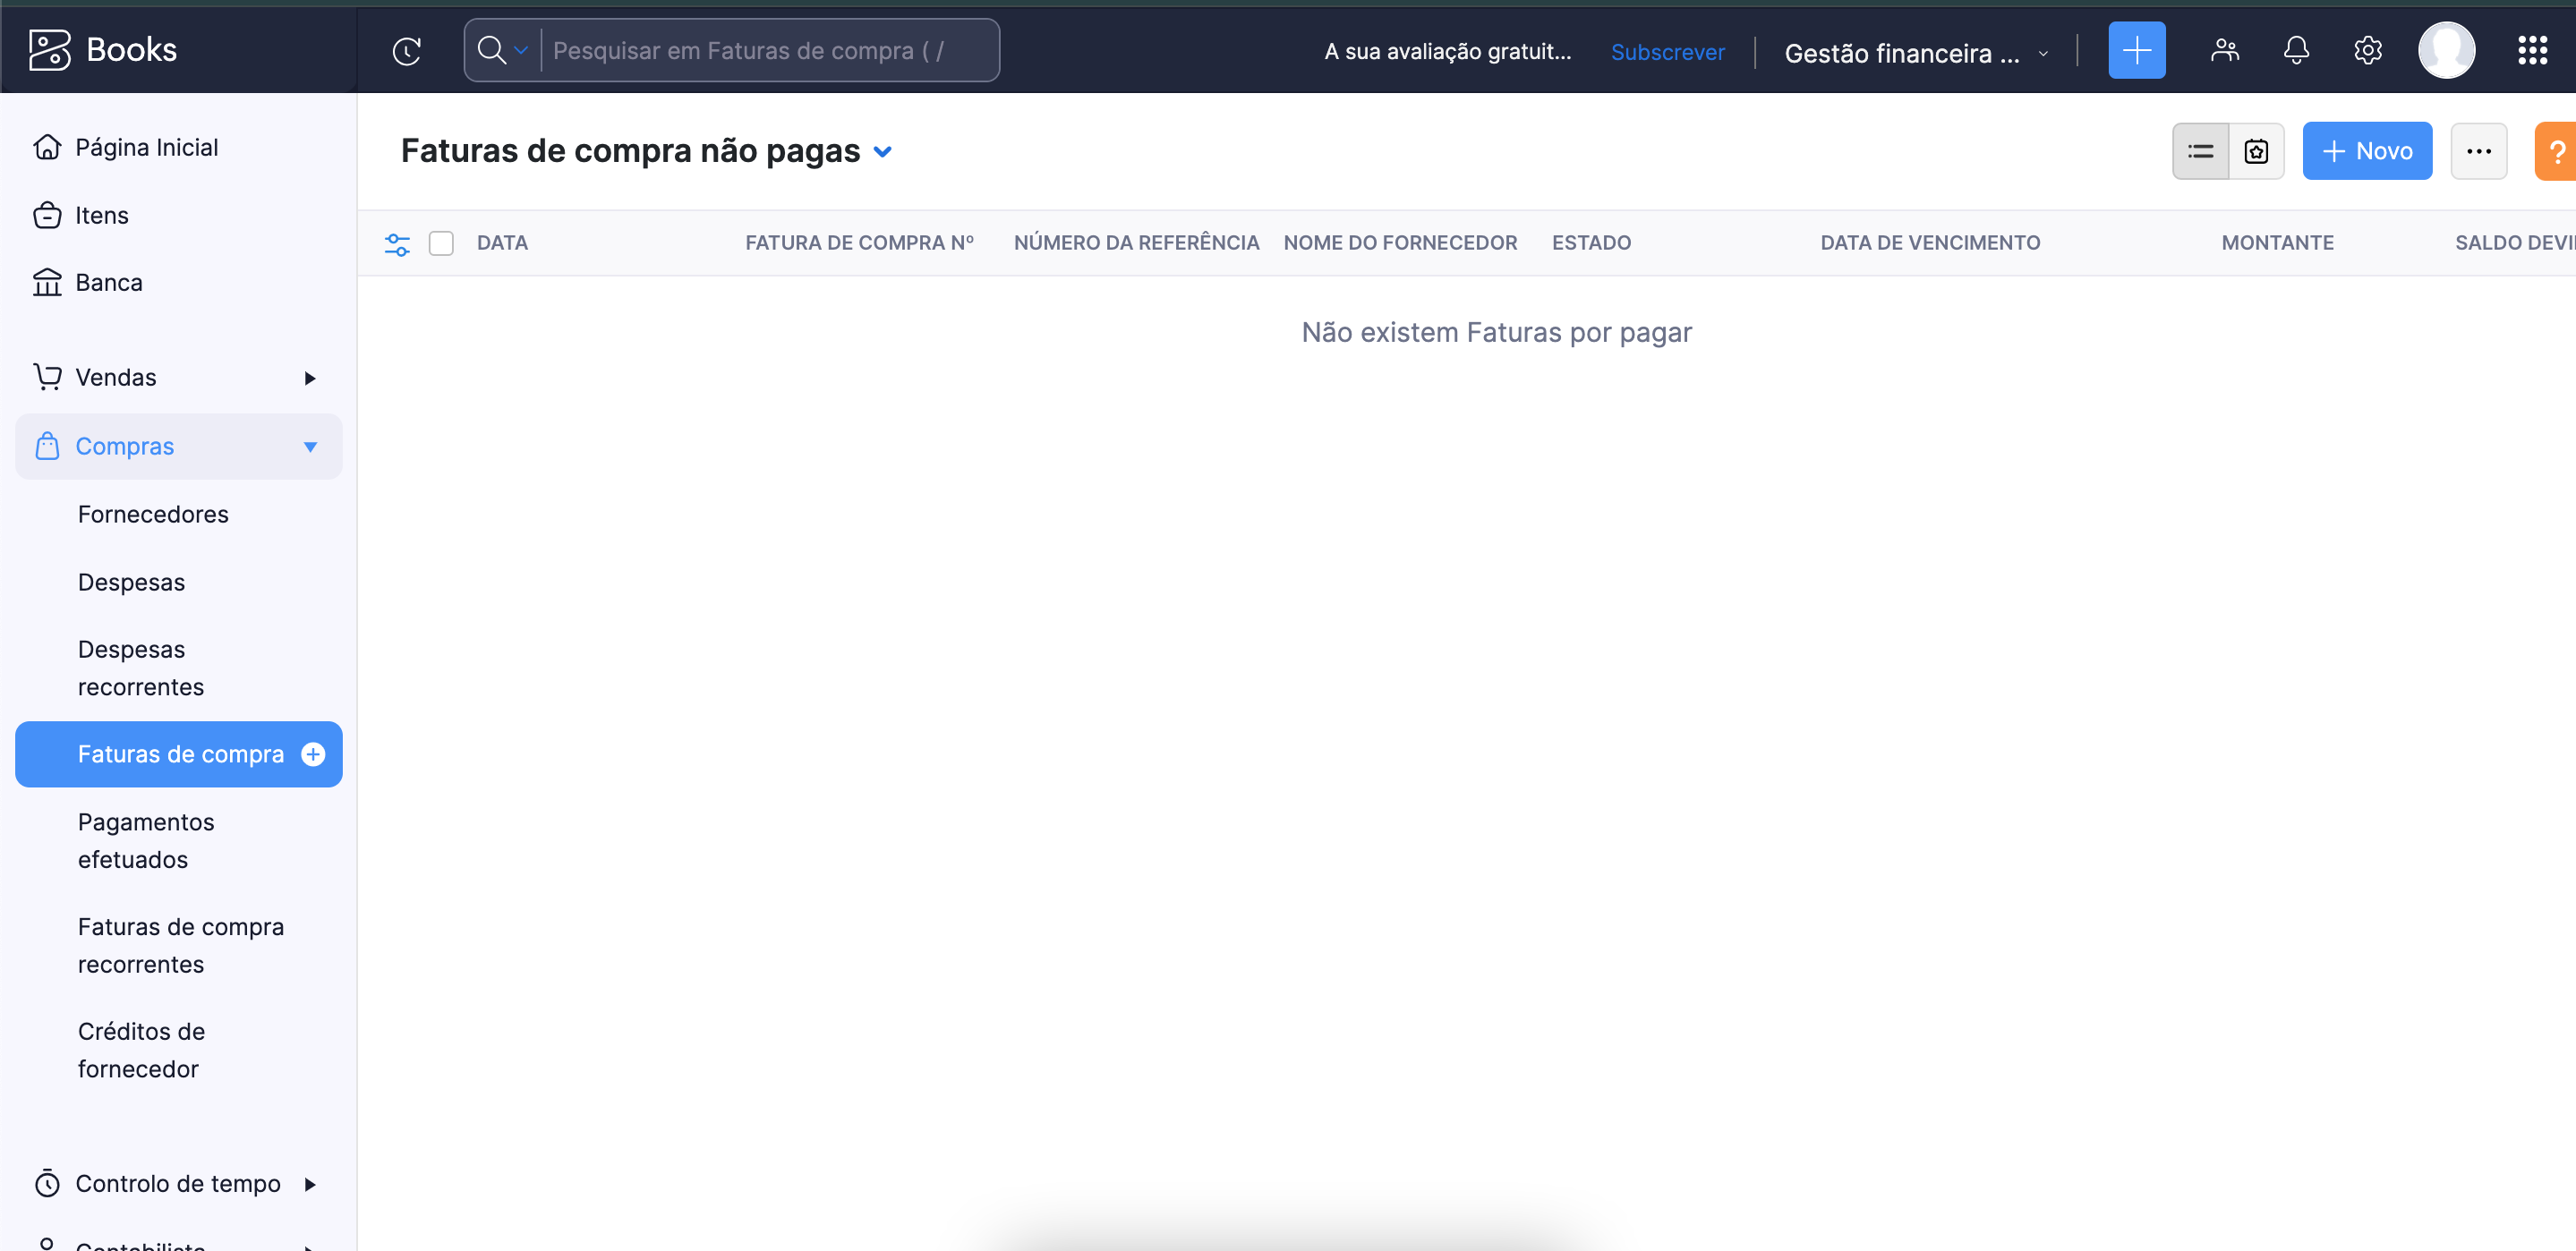 Books
Pesquisar em Faturas de compra ( /
A sua avaliação gratuit...
Subscrever
Gestão financeira ...
Página Inicial
Itens
Banca
Vendas
Compras
Fornecedores
Despesas
Despesas
recorrentes
Faturas de compra
Pagamentos
efetuados
Faturas de compra
recorrentes
Créditos de
fornecedor
Controlo de tempo
Contabilista
Faturas de compra não pagas
Novo
?
DATA
FATURA DE COMPRA Nº
NÚMERO DA REFERÊNCIA
NOME DO FORNECEDOR
ESTADO
DATA DE VENCIMENTO
MONTANTE
SALDO DEVI
Não existem Faturas por pagar